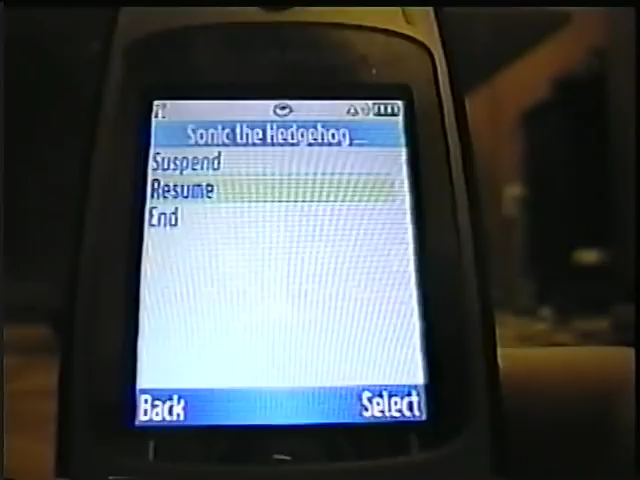 Sonic the Hedgehog...
Suspend
Resume
End
Back
Select